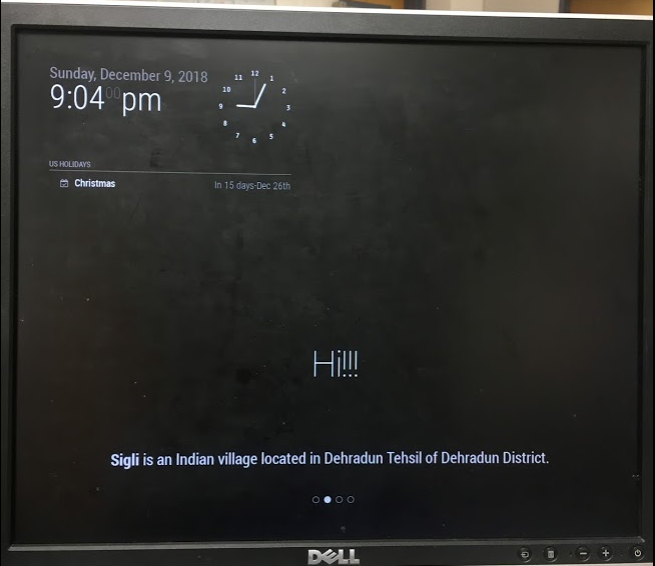 Sunday, December 9, 2018
9:04 00 pm
11 12 1
10 2
9 3
8 4
7 6 5
US HOLIDAYS
Christmas In 15 days-Dec 26th
Hi!!!
Sigli is an Indian village located in Dehradun Tehsil of Dehradun District.
DELL